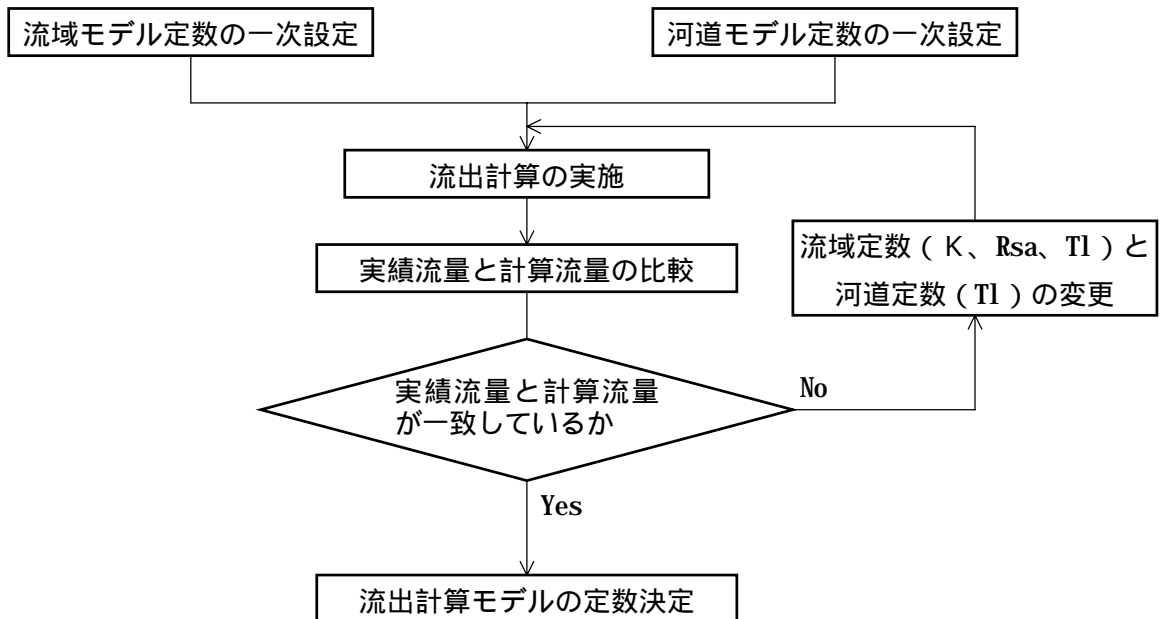 流域モデル定数の一次設定
河道モデル定数の一次設定
流出計算の実施
実績流量と計算流量の比較
流域定数（Ｋ、Rsa、Tl）と
河道定数（Tl）の変更
実績流量と計算流量
が一致しているか
No
Yes
流出計算モデルの定数決定